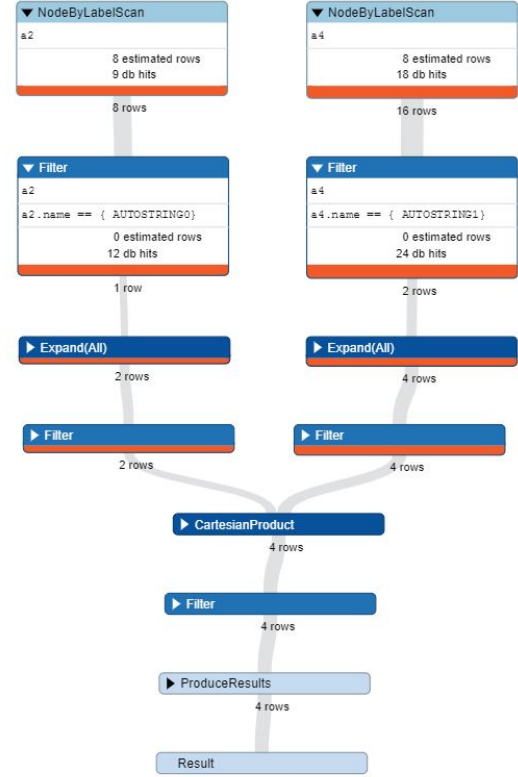 NodeByLabelScan
a2
8 estimated rows
9 db hits
8 rows
Filter
a2
a2.name == { AUTOSTRING0}
0 estimated rows
12 db hits
1 row
Expand(All)
2 rows
Filter
2 rows
NodeByLabelScan
a4
8 estimated rows
18 db hits
16 rows
Filter
a4
a4.name == { AUTOSTRING1}
0 estimated rows
24 db hits
2 rows
Expand(All)
4 rows
Filter
4 rows
CartesianProduct
4 rows
Filter
4 rows
ProduceResults
4 rows
Result